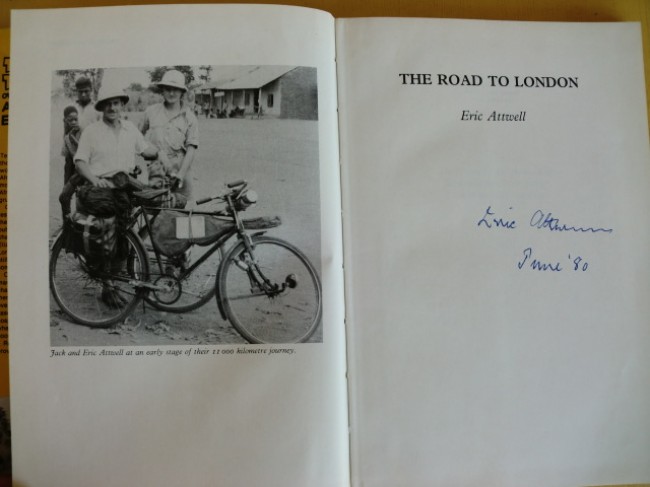 Jack and Eric Attwell at an early stage of their 11 000 kilometre journey.
THE ROAD TO LONDON
Eric Attwell
Eric Attwell
June '80